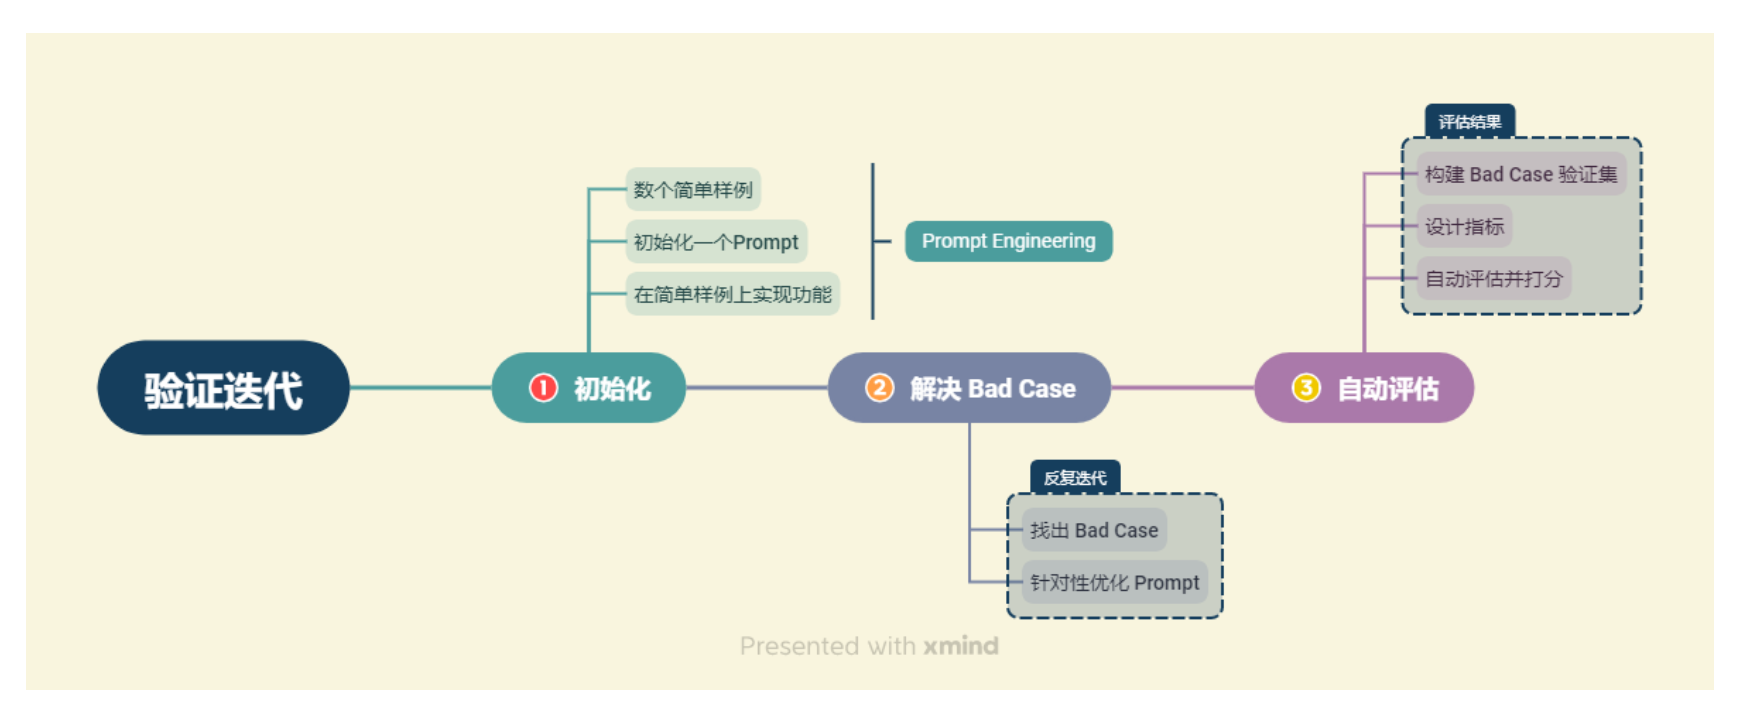 验证迭代
① 初始化
数个简单样例
初始化一个Prompt
在简单样例上实现功能
Prompt Engineering
② 解决 Bad Case
反复迭代
找出 Bad Case
针对性优化 Prompt
③ 自动评估
评估结果
构建 Bad Case 验证集
设计指标
自动评估并打分
Presented with xmind